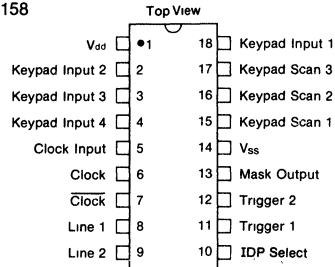 158
Top View
Vdd •1 18 Keypad Input 1
Keypad Input 2 2 17 Keypad Scan 3
Keypad Input 3 3 16 Keypad Scan 2
Keypad Input 4 4 15 Keypad Scan 1
Clock Input 5 14 Vss
Clock 6 13 Mask Output
Clock 7 12 Trigger 2
Line 1 8 11 Trigger 1
Line 2 9 10 IDP Select